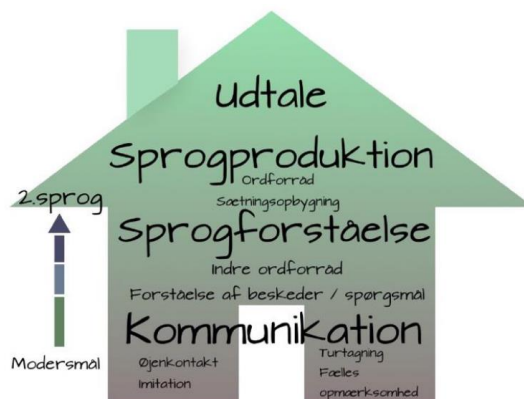 Udtale
Sprogproduktion
Ordforråd
Sætningsopbygning
2.sprog
Sprogforståelse
Indre ordforråd
Forståelse af beskeder / spørgsmål
Kommunikation
Øjenkontakt
Imitation
Turtagning
Fælles
opmærksomhed
Modersmål